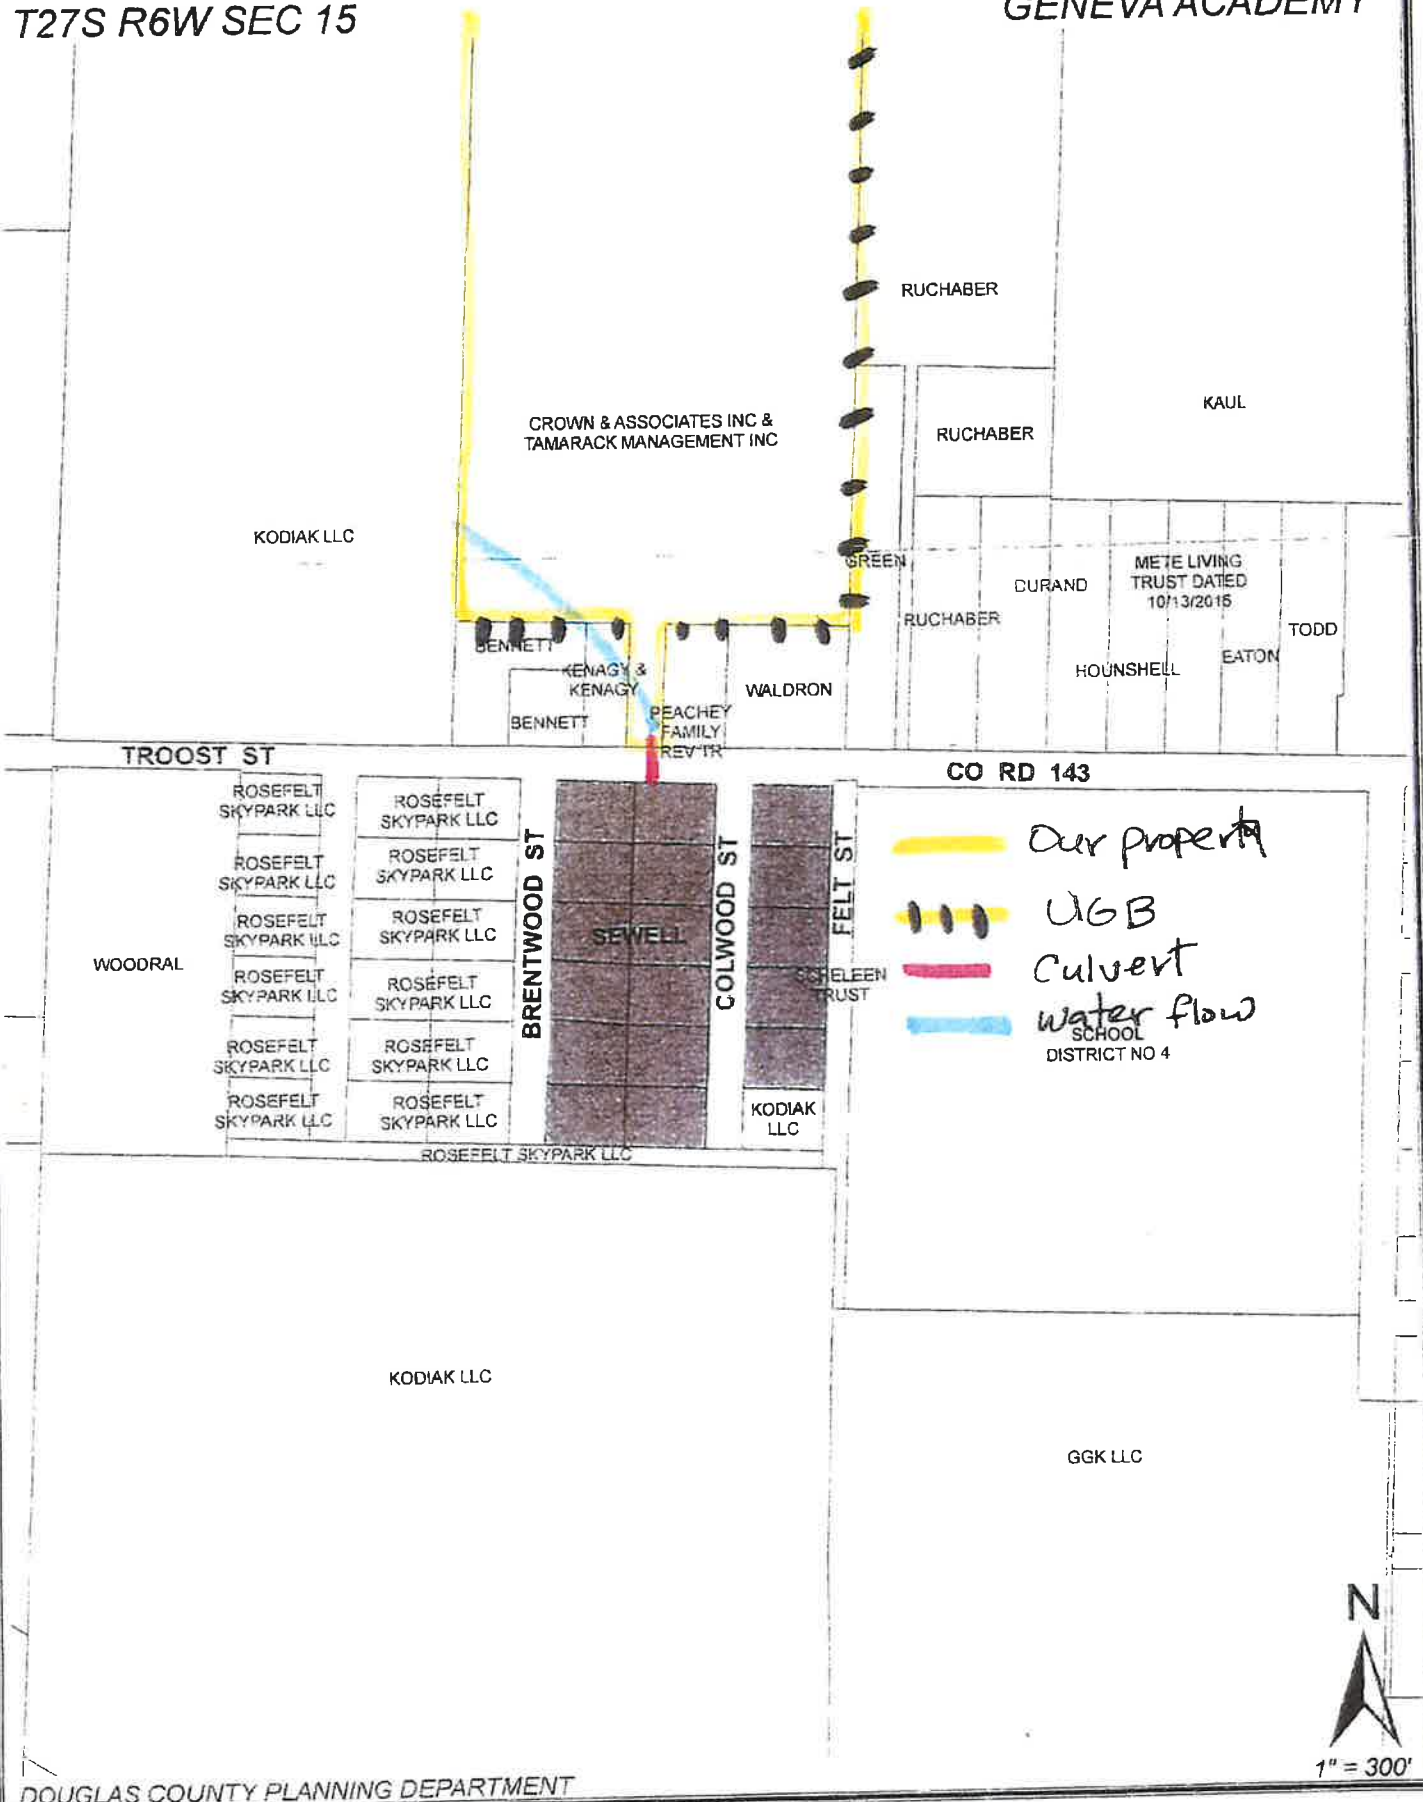 T27S R6W SEC 15
GENEVA ACADEMY
RUCHABER
KAUL
CROWN & ASSOCIATES INC &
TAMARACK MANAGEMENT INC
RUCHABER
KODIAK LLC
GREEN
METE LIVING
TRUST DATED
10/13/2015
DURAND
RUCHABER
TODD
BENNETT
EATON
KENAGY &
KENAGY
HOUNSHELL
WALDRON
BENNETT
PEACHEY
FAMILY
REV TR
TROOST ST
CO RD 143
ROSEFELT
SKYPARK LLC
ROSEFELT
SKYPARK LLC
ROSEFELT
SKYPARK LLC
ROSEFELT
SKYPARK LLC
ROSEFELT
SKYPARK LLC
ROSEFELT
SKYPARK LLC
ROSEFELT
SKYPARK LLC
ROSEFELT
SKYPARK LLC
ROSEFELT
SKYPARK LLC
ROSEFELT
SKYPARK LLC
ROSEFELT
SKYPARK LLC
ROSEFELT
SKYPARK LLC
WOODRAL
BRENTWOOD ST
SEWELL
COLWOOD ST
FELT ST
SCHELEEN
TRUST
Our property
UGB
Culvert
water flow
SCHOOL
DISTRICT NO 4
KODIAK
LLC
ROSEFELT SKYPARK LLC
KODIAK LLC
GGK LLC
N
1" = 300'
DOUGLAS COUNTY PLANNING DEPARTMENT